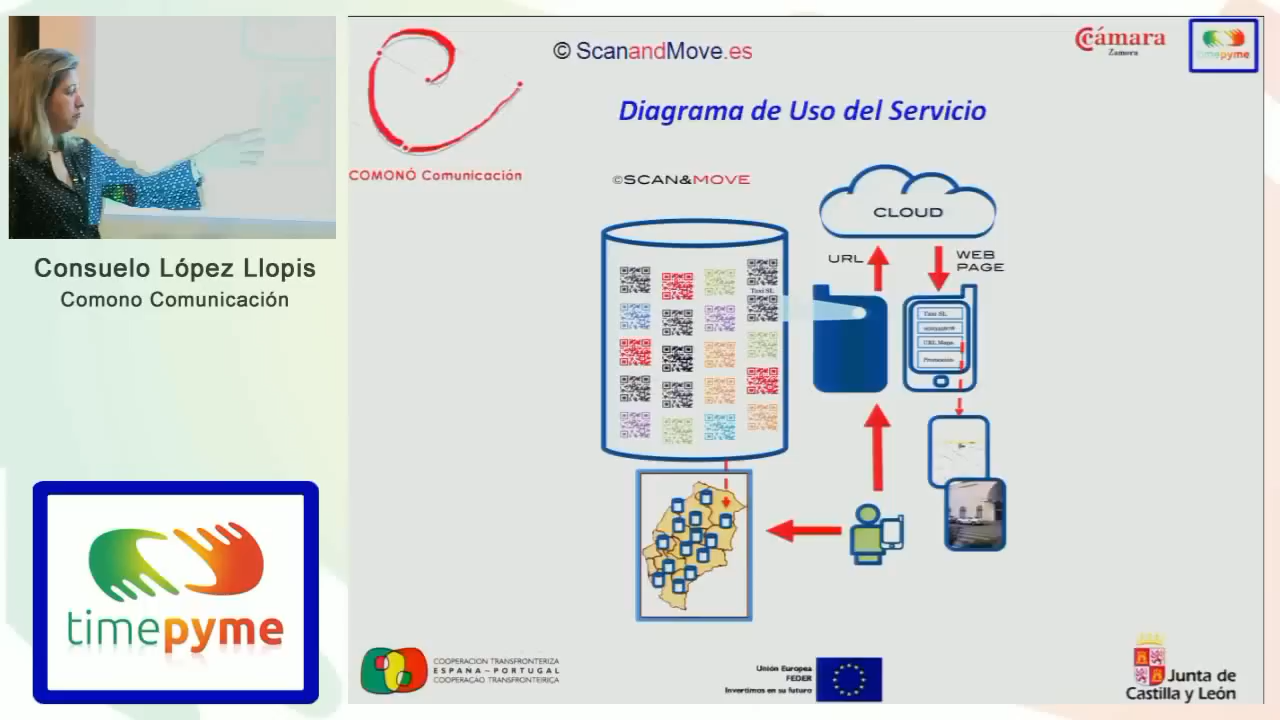 Consuelo López Llopis
Comono Comunicación
timepyme
COMONÓ Comunicación
© ScanandMove.es
Cámara
Zamora
timepyme
Diagrama de Uso del Servicio
©SCAN&MOVE
CLOUD
URL
WEB
PAGE
Taxi SL
Taxi SL
URL Maps
Promoción
COOPERACION TRANSFRONTERIZA
ESPAÑA – PORTUGAL
COOPERAÇÃO TRANSFRONTEIRIÇA
Unión Europea
FEDER
Invertimos en su futuro
Junta de
Castilla y León